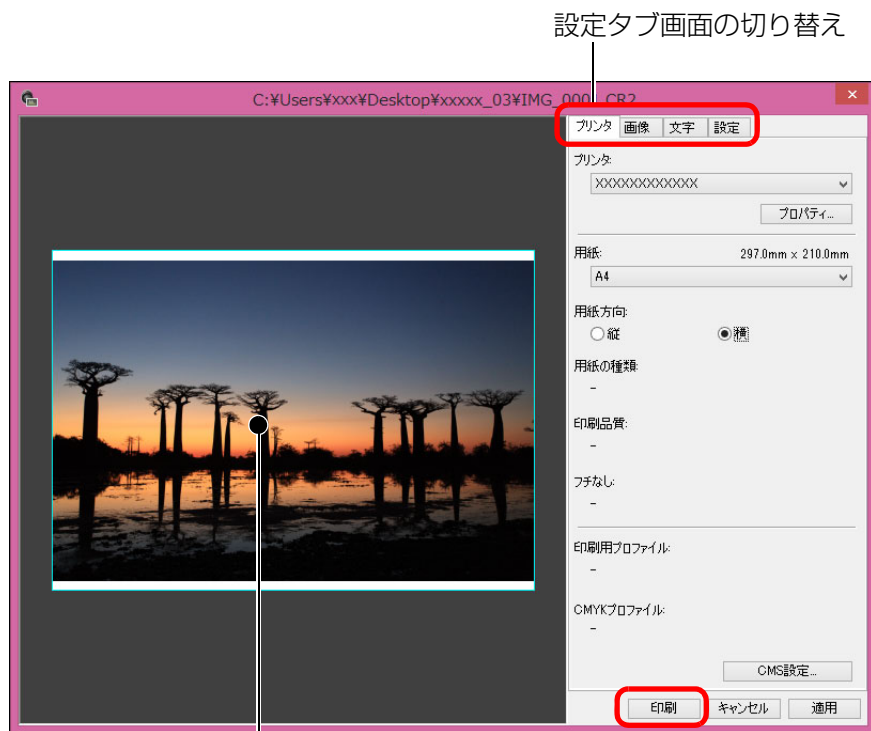 設定タブ画面の切り替え
C:¥Users¥xxx¥Desktop¥xxxxx_03¥IMG_000 .CR2
プリンタ 画像 文字 設定
プリンタ:
XXXXXXXXXXXXX
プロパティ...
用紙: 297.0mm × 210.0mm
A4
用紙方向:
縦 横
用紙の種類:
-
印刷品質:
-
フチなし:
-
印刷用プロファイル:
-
CMYKプロファイル:
-
CMS設定...
印刷 キャンセル 適用